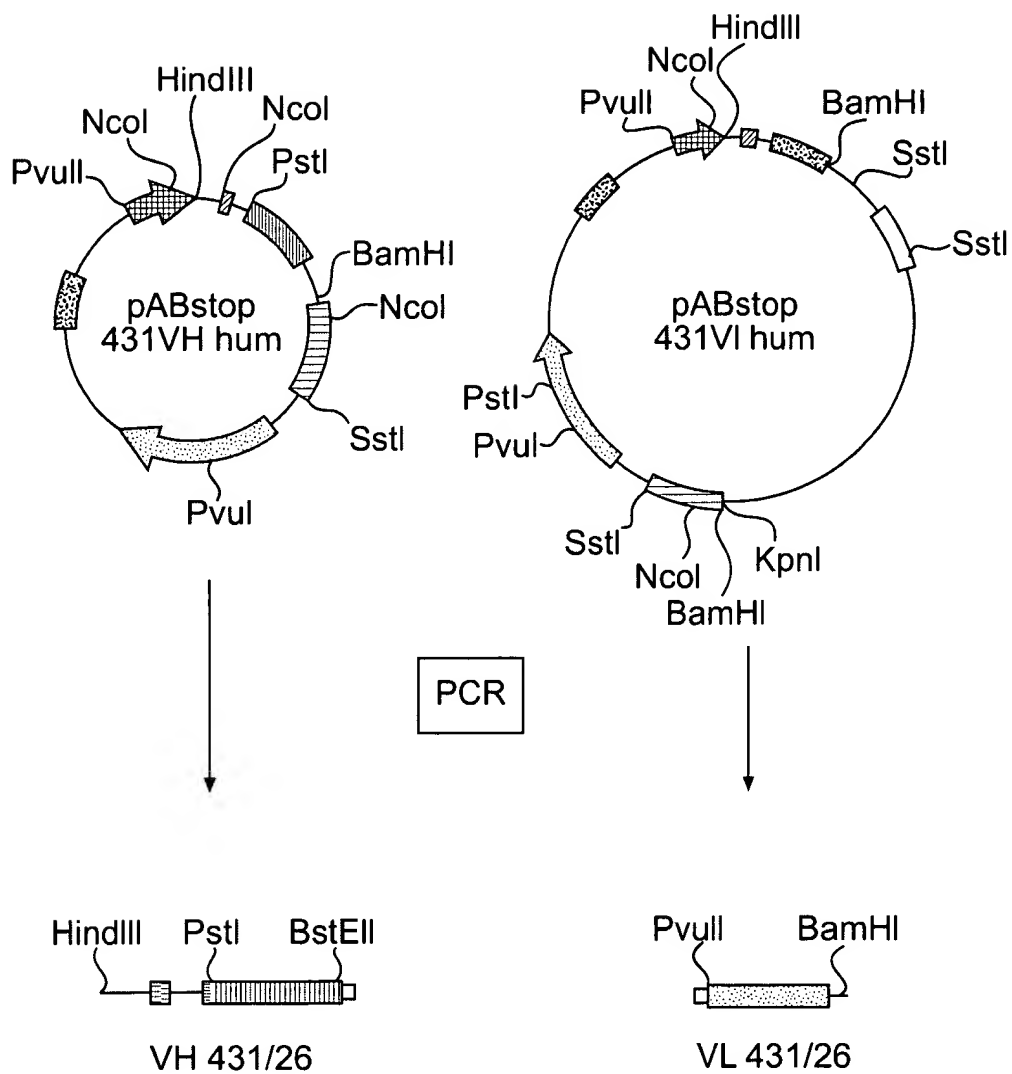 HindIII
NcoI
NcoI
PstI
PvuII
BamHI
NcoI
pABstop
431VH hum
SstI
PvuI
HindIII
NcoI
PvuII
BamHI
SstI
SstI
pABstop
431Vl hum
PstI
PvuI
SstI
NcoI
KpnI
BamHI
PCR
HindIII PstI BstEII
VH 431/26
PvuII BamHI
VL 431/26